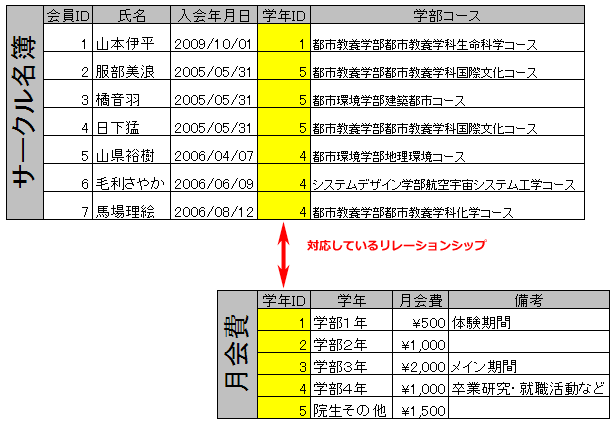 サークル名簿
会員ID 氏名 入会年月日 学年ID 学部コース
1 山本伊平 2009/10/01 1 都市教養学部都市教養学科生命科学コース
2 服部美浪 2005/05/31 5 都市教養学部都市教養学科国際文化コース
3 橘音羽 2005/05/31 5 都市環境学部建築都市コース
4 日下猛 2005/05/31 5 都市教養学部都市教養学科国際文化コース
5 山県裕樹 2006/04/07 4 都市環境学部地理環境コース
6 毛利さやか 2006/06/09 4 システムデザイン学部航空宇宙システム工学コース
7 馬場理絵 2006/08/12 4 都市教養学部都市教養学科化学コース
対応しているリレーションシップ
月会費
学年ID 学年 月会費 備考
1 学部1年 ¥500 体験期間
2 学部2年 ¥1,000
3 学部3年 ¥2,000 メイン期間
4 学部4年 ¥1,000 卒業研究・就職活動など
5 院生その他 ¥1,500